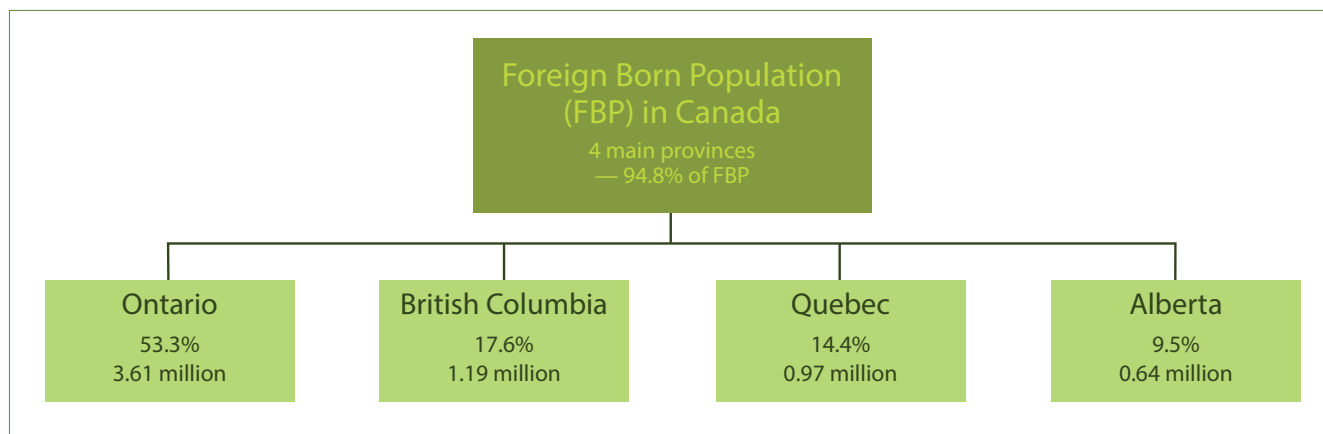 Foreign Born Population
(FBP) in Canada
4 main provinces
— 94.8% of FBP
Ontario
53.3%
3.61 million
British Columbia
17.6%
1.19 million
Quebec
14.4%
0.97 million
Alberta
9.5%
0.64 million